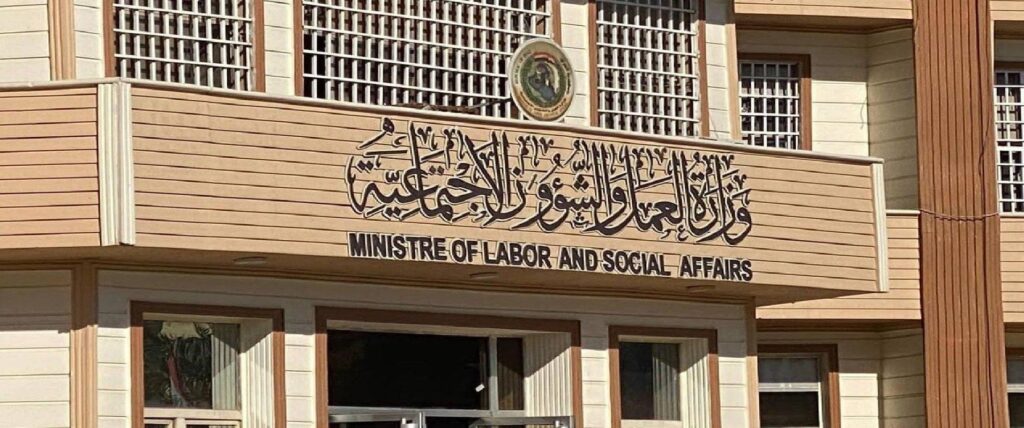 وزارة العمل والشؤون الاجتماعية
MINISTRE OF LABOR AND SOCIAL AFFAIRS